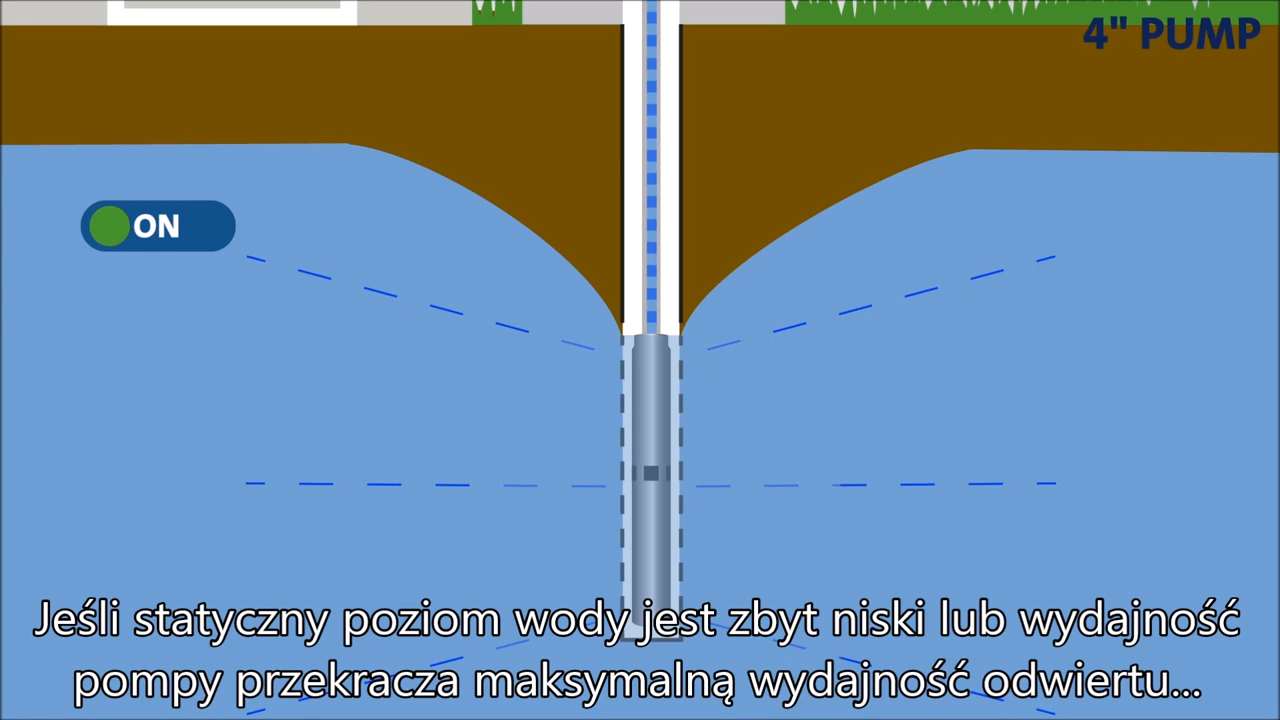 4" PUMP
ON
Jeśli statyczny poziom wody jest zbyt niski lub wydajność
pompy przekracza maksymalną wydajność odwiertu...